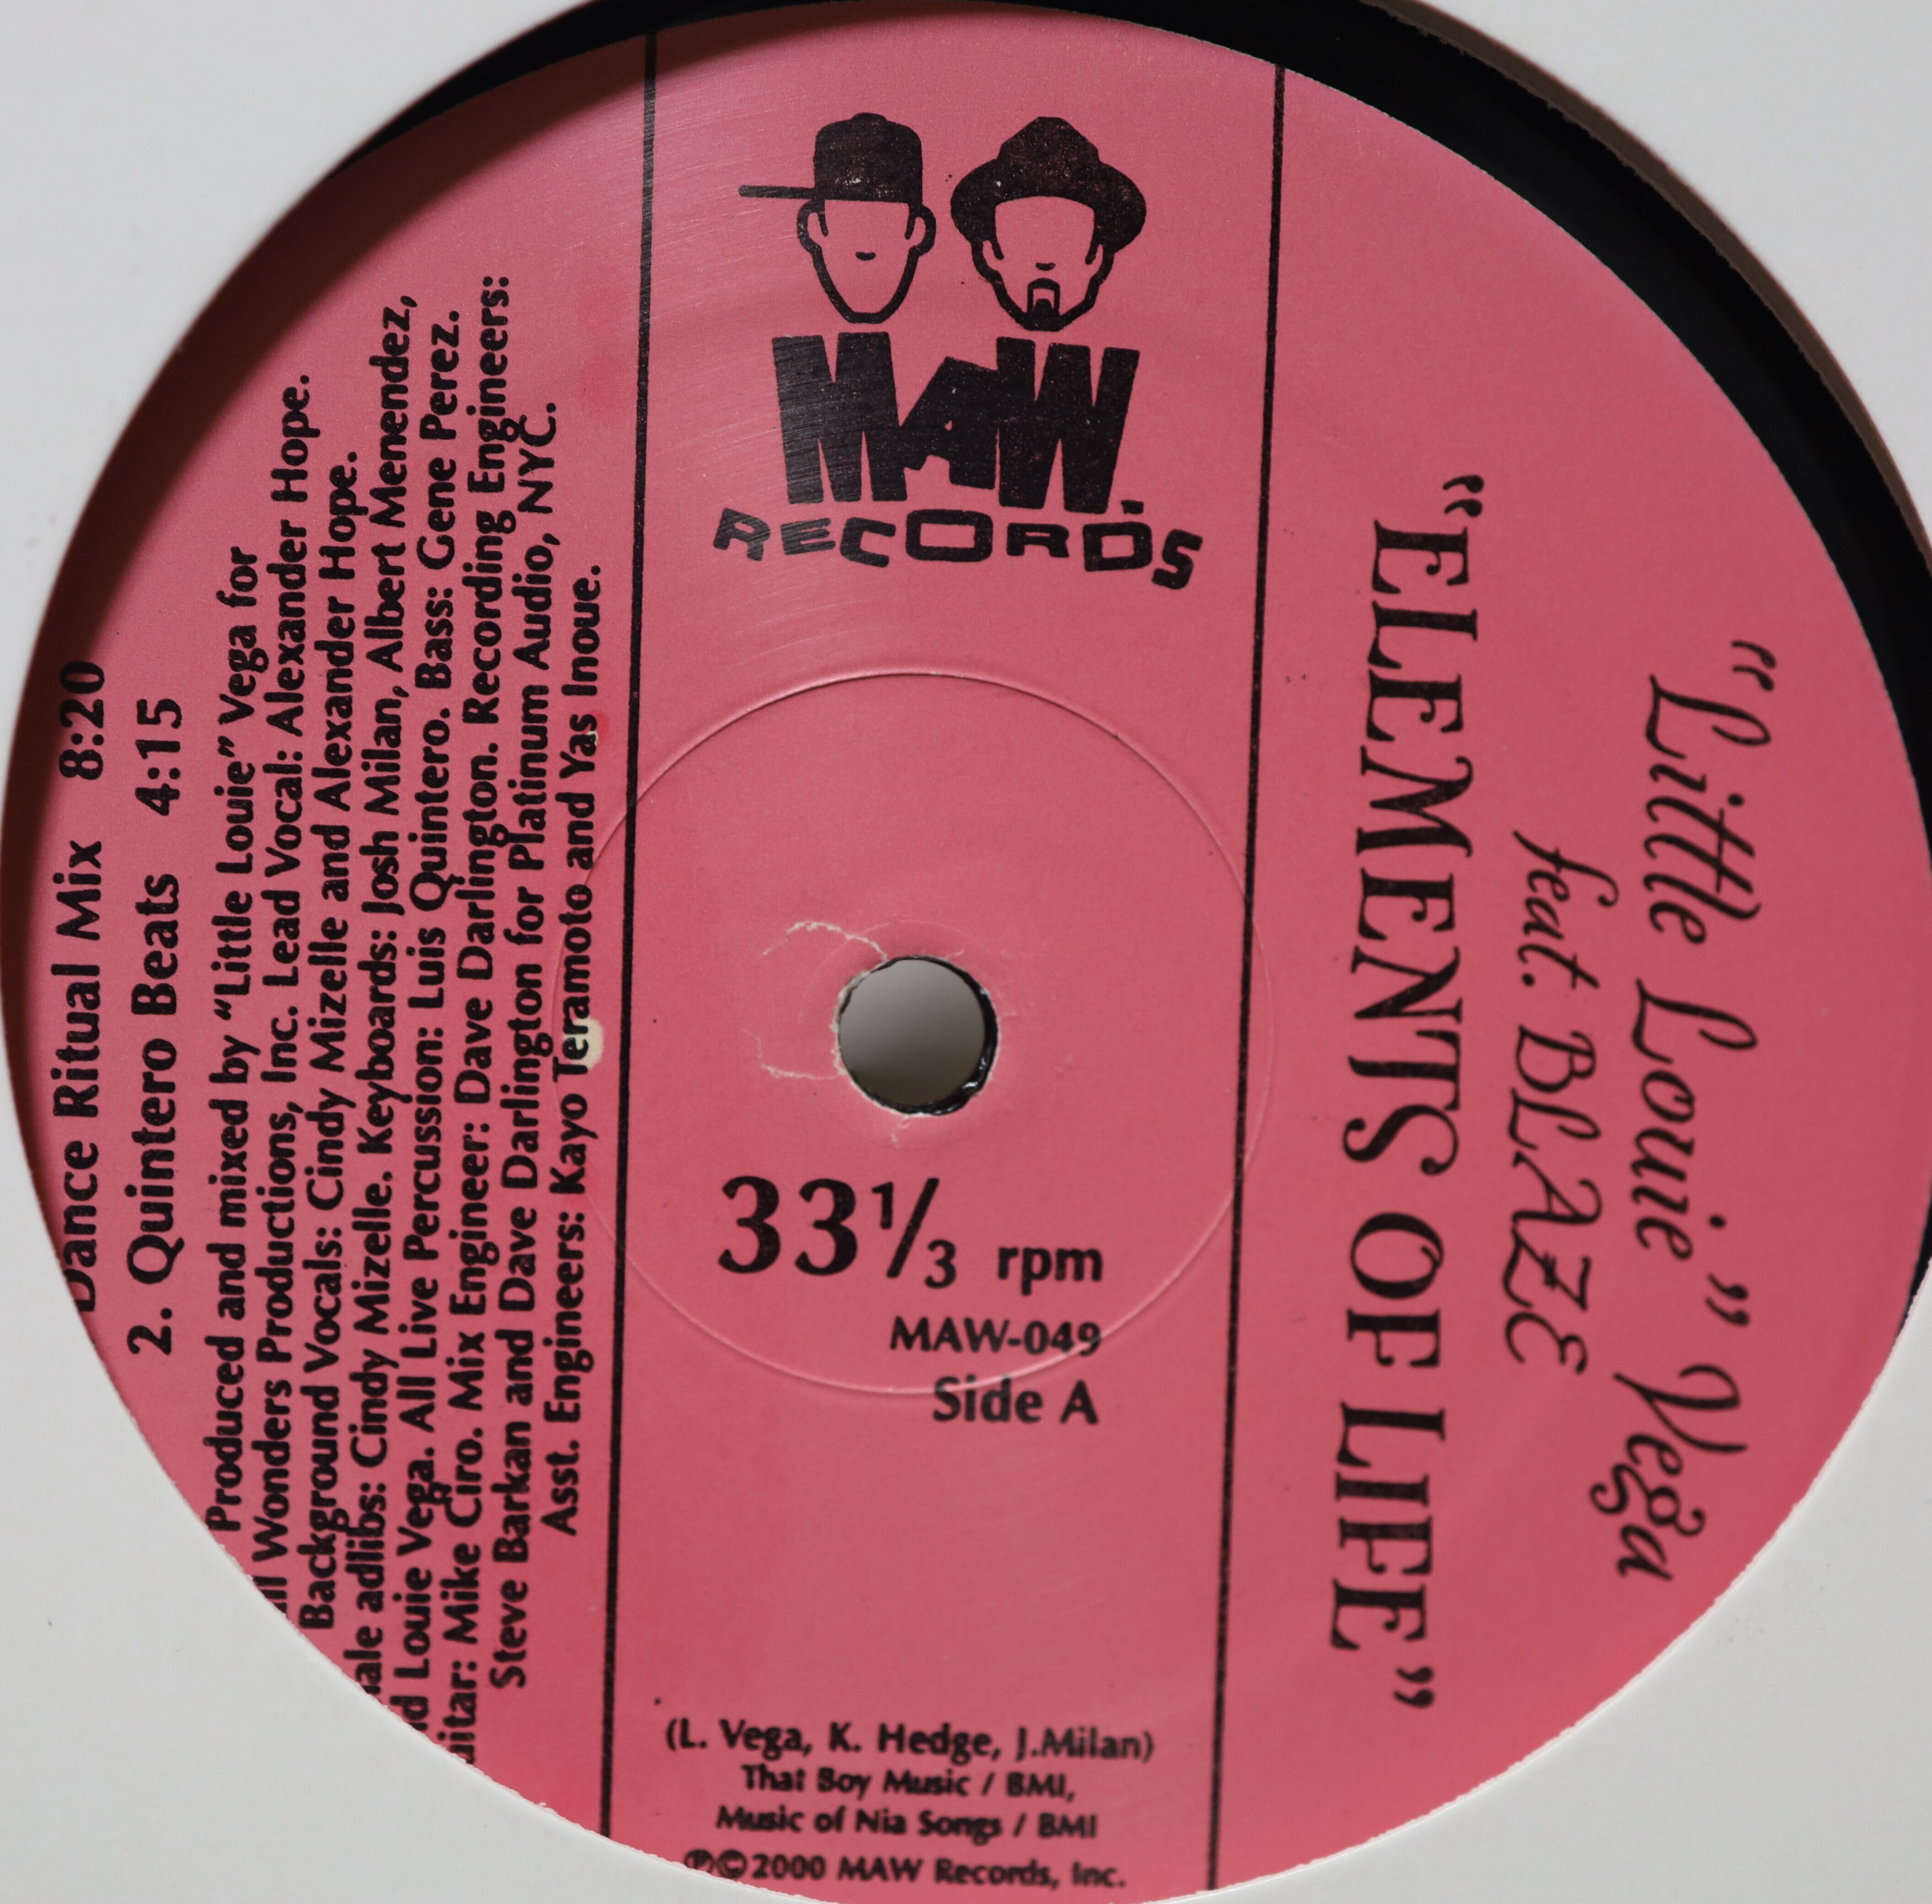 MAW.
RECORDS
"Little Louie" Vega
feat. BLAZE
"ELEMENTS OF LIFE"
33 1/3 rpm
MAW-049
Side A
Dance Ritual Mix 8:20
2. Quintero Beats 4:15
Produced and mixed by "Little Louie" Vega for
Wonders Productions, Inc. Lead Vocal: Alexander Hope.
Background Vocals: Cindy Mizelle and Alexander Hope.
adlibs: Cindy Mizelle. Keyboards: Josh Milan, Albert Menendez,
Louie Vega. All Live Percussion: Luis Quintero. Bass: Gene Perez.
Mike Ciro. Mix Engineer: Dave Darlington. Recording Engineers:
Steve Barkan and Dave Darlington for Platinum Audio, NYC.
Asst. Engineers: Kayo Teramoto and Yas Inoue.
(L. Vega, K. Hedge, J.Milan)
That Boy Music / BMI,
Music of Nia Songs / BMI
℗©2000 MAW Records, Inc.